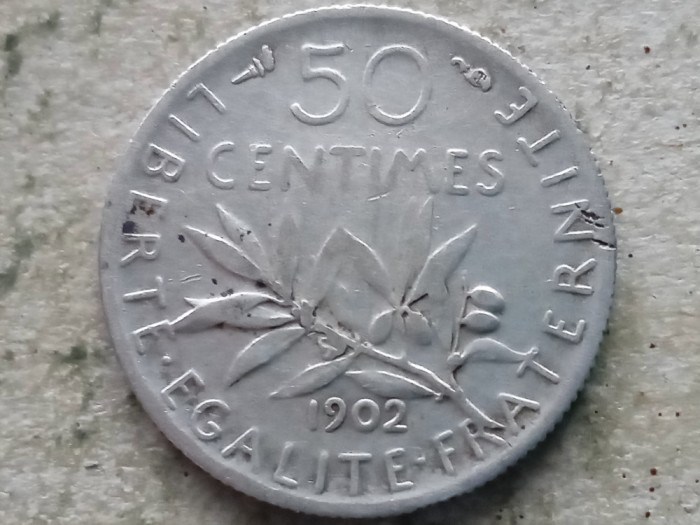 50
CENTIMES
1902
LIBERTE·EGALITE·FRATERNITE